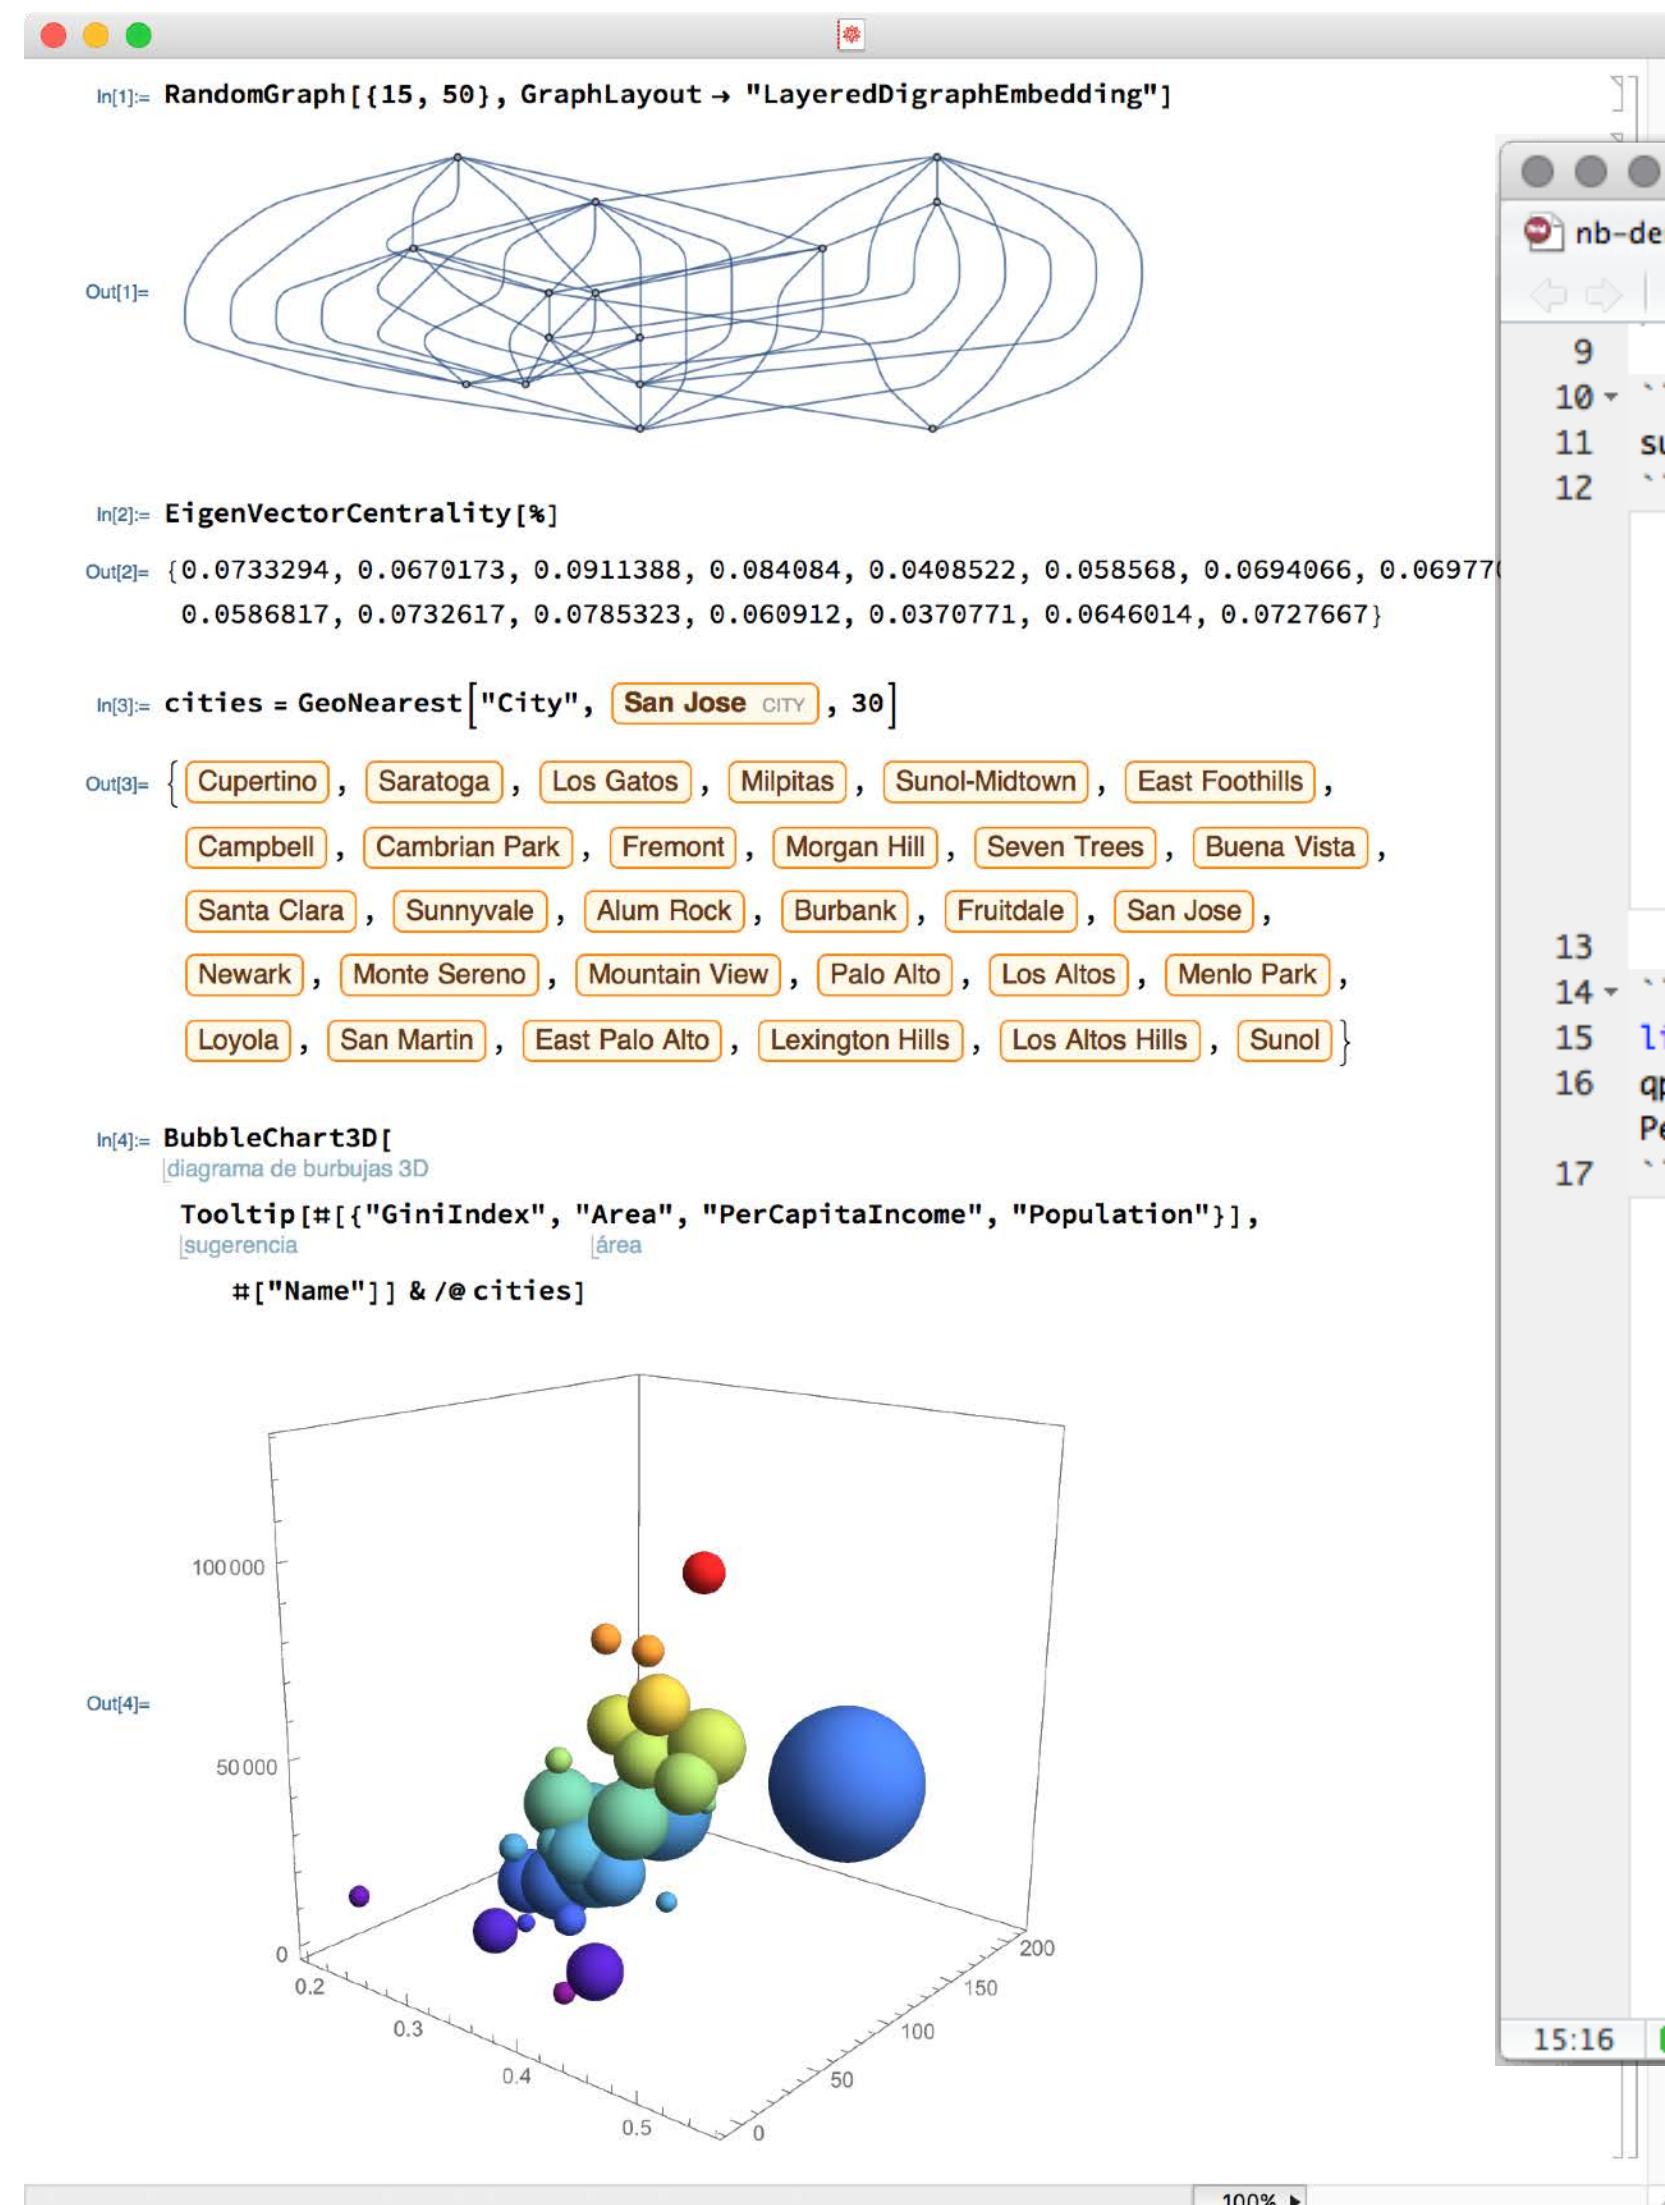 In[1]:= RandomGraph[{15, 50}, GraphLayout → "LayeredDigraphEmbedding"]
Out[1]=
In[2]:= EigenVectorCentrality[%]
Out[2]= {0.0733294, 0.0670173, 0.0911388, 0.084084, 0.0408522, 0.058568, 0.0694066,
0.0586817, 0.0732617, 0.0785323, 0.060912, 0.0370771, 0.0646014, 0.0727667}
In[3]:= cities = GeoNearest["City", San Jose CITY , 30]
Out[3]= { Cupertino , Saratoga , Los Gatos , Milpitas , Sunol-Midtown , East Foothills ,
Campbell , Cambrian Park , Fremont , Morgan Hill , Seven Trees , Buena Vista ,
Santa Clara , Sunnyvale , Alum Rock , Burbank , Fruitdale , San Jose ,
Newark , Monte Sereno , Mountain View , Palo Alto , Los Altos , Menlo Park ,
Loyola , San Martin , East Palo Alto , Lexington Hills , Los Altos Hills , Sunol }
In[4]:= BubbleChart3D[
diagrama de burbujas 3D
Tooltip[#[{"GiniIndex", "Area", "PerCapitaIncome", "Population"}],
sugerencia área
#["Name"]] & /@ cities]
Out[4]=
100 000
50 000
0
0.2
0.3
0.4
0.5
0
50
100
150
200
100%
nb-de
9
10
11 su
12
13
14
15 li
16 qp
Pe
17
15:16